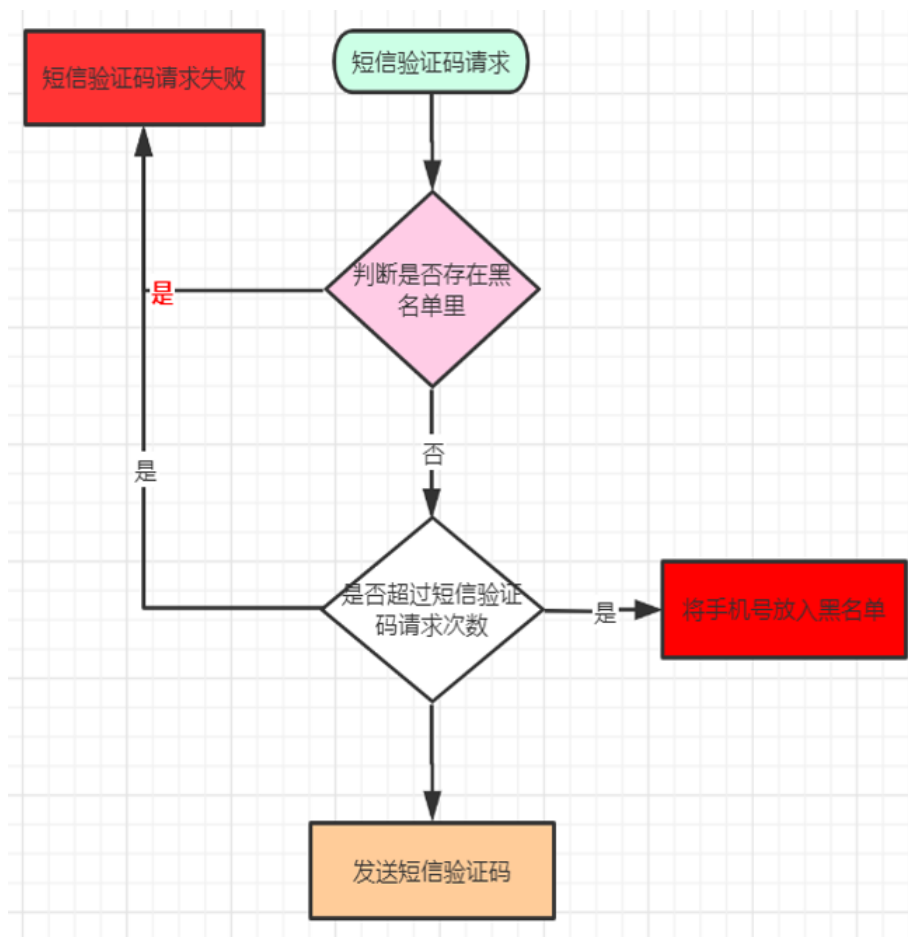 短信验证码请求失败
短信验证码请求
判断是否存在黑
名单里
是
否
是
是否超过短信验证
码请求次数
是
将手机号放入黑名单
发送短信验证码